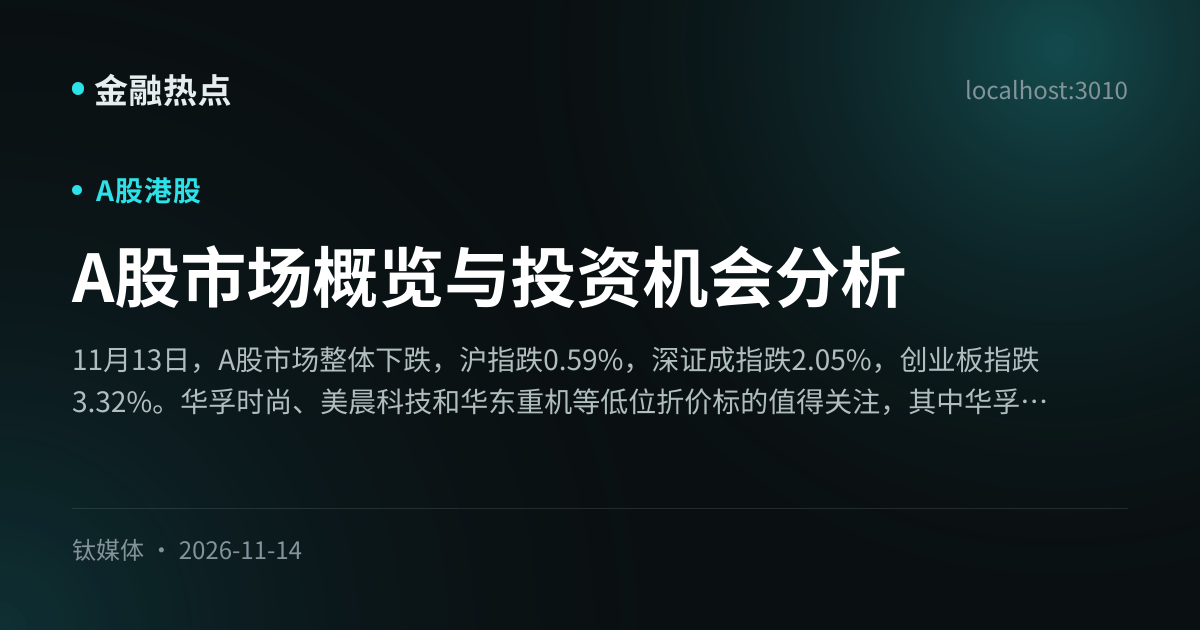 金融热点
localhost:3010
A股港股
A股市场概览与投资机会分析
11月13日，A股市场整体下跌，沪指跌0.59%，深证成指跌2.05%，创业板指跌
3.32%。华孚时尚、美晨科技和华东重机等低位折价标的值得关注，其中华孚…
钛媒体 • 2026-11-14